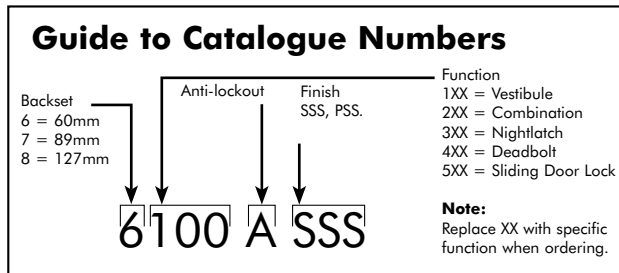 Guide to Catalogue Numbers
Backset
6 = 60mm
7 = 89mm
8 = 127mm
Anti-lockout
Finish
SSS, PSS.
Function
1XX = Vestibule
2XX = Combination
3XX = Nightlatch
4XX = Deadbolt
5XX = Sliding Door Lock
Note:
Replace XX with specific
function when ordering.
6100 A SSS